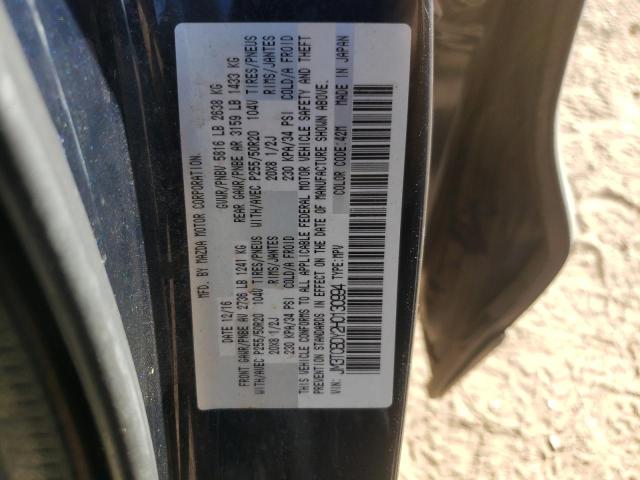 MFD. BY MAZDA MOTOR CORPORATION.
DATE: 12/16 GVWR/PNBV 5816 LB 2638 KG
FRONT GAWR/PNBE AV 2736 LB 1241 KG REAR GAWR/PNBE AR 3159 LB 1433 KG
WITH/AVEC P255/50R20 104V TIRES/PNEUS WITH/AVEC P255/50R20 104V TIRES/PNEUS
20X8 1/2J RIMS/JANTES 20X8 1/2J RIMS/JANTES
230 KPA/34 PSI COLD/A FROID 230 KPA/34 PSI COLD/A FROID
THIS VEHICLE CONFORMS TO ALL APPLICABLE FEDERAL MOTOR VEHICLE SAFETY AND THEFT
PREVENTION STANDARDS IN EFFECT ON THE DATE OF MANUFACTURE SHOWN ABOVE.
VIN: JM3TCBDY2H0130994 TYPE:MPV COLOR CODE:42M MADE IN JAPAN